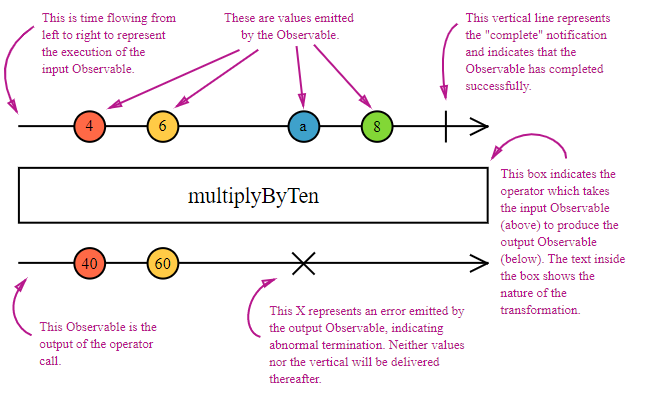 This is time flowing from
left to right to represent
the execution of the
input Observable.
These are values emitted
by the Observable.
This vertical line represents
the "complete" notification
and indicates that the
Observable has completed
successfully.
4
6
a
8
multiplyByTen
This box indicates the
operator which takes
the input Observable
(above) to produce the
output Observable
(below). The text inside
the box shows the
nature of the
transformation.
40
60
This Observable is the
output of the operator
call.
This X represents an error emitted by
the output Observable, indicating
abnormal termination. Neither values
nor the vertical will be delivered
thereafter.